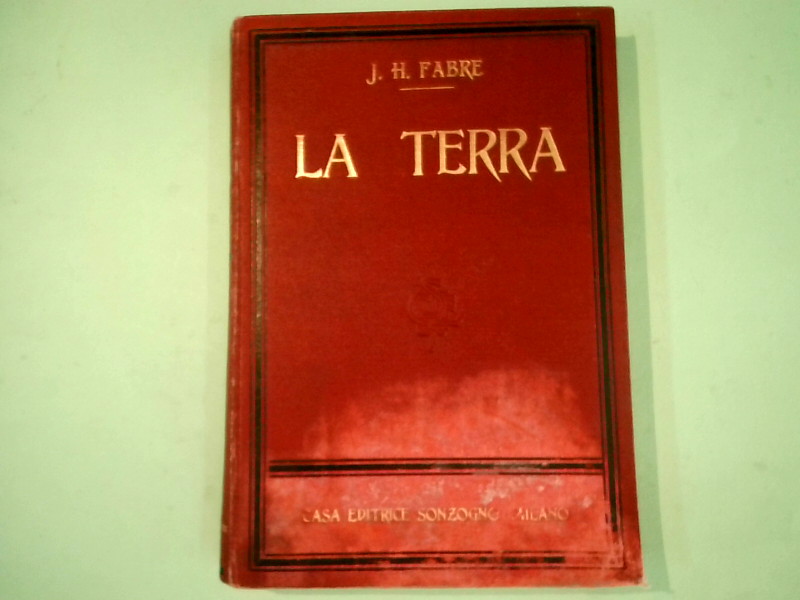 J. H. FABRE
LA TERRA
CASA EDITRICE SONZOGNO MILANO